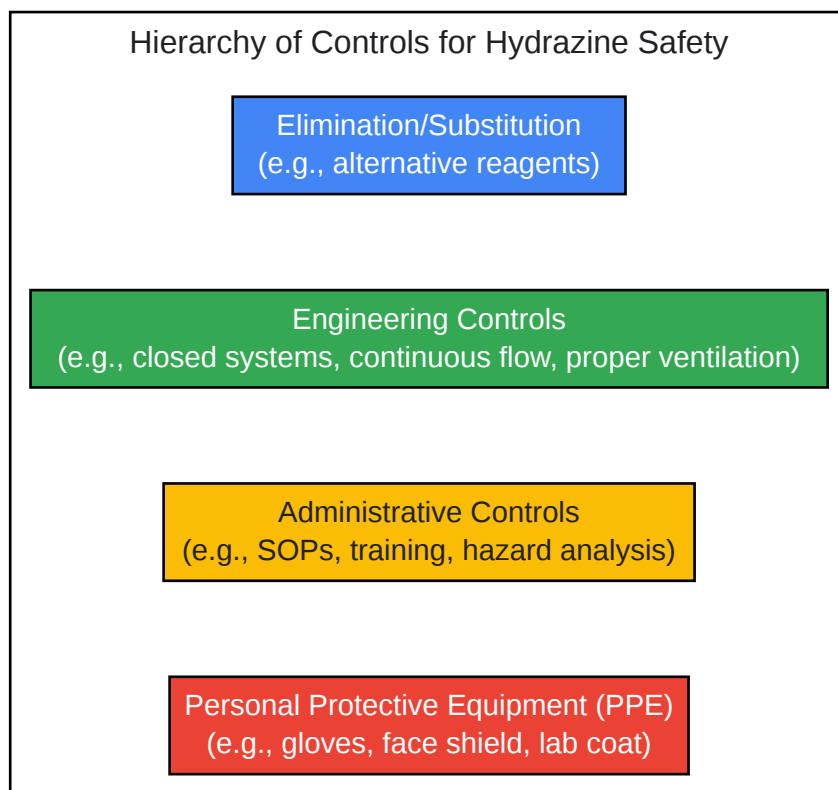 Hierarchy of Controls for Hydrazine Safety
Elimination/Substitution
(e.g., alternative reagents)
Engineering Controls
(e.g., closed systems, continuous flow, proper ventilation)
Administrative Controls
(e.g., SOPs, training, hazard analysis)
Personal Protective Equipment (PPE)
(e.g., gloves, face shield, lab coat)